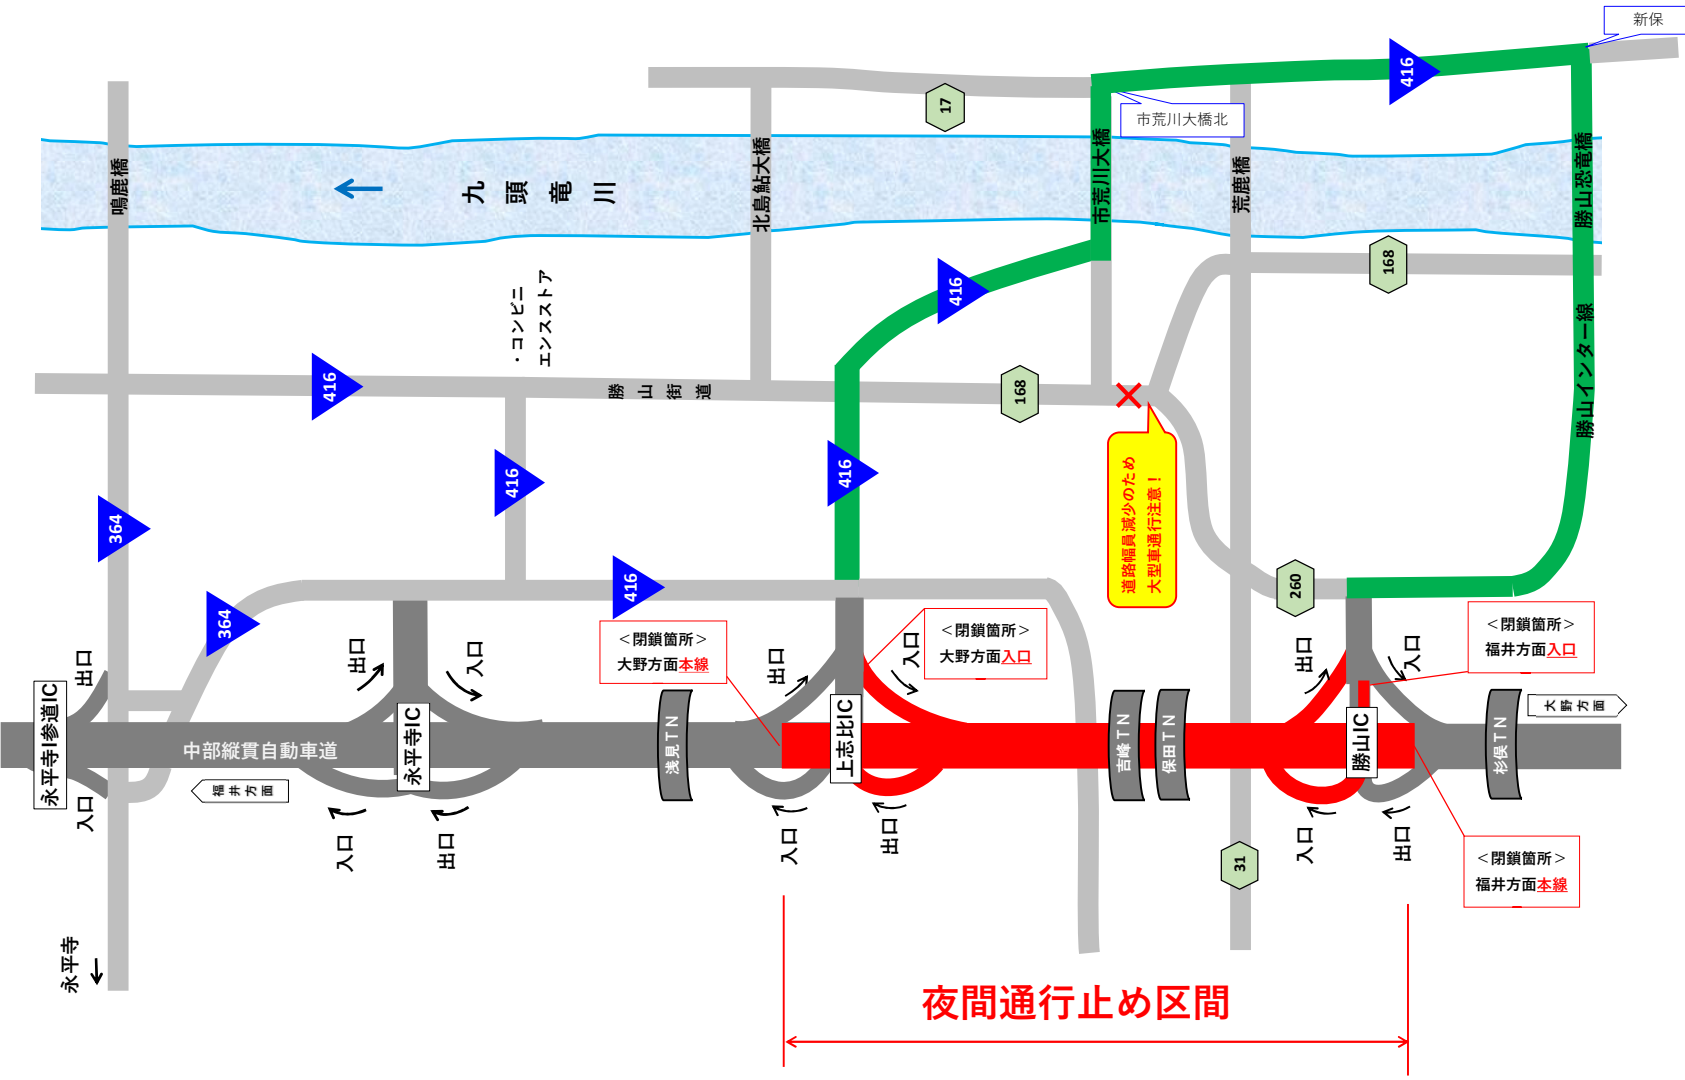 新保
416
17
市荒川大橋北
鳴鹿橋
九頭竜川
北島鮎大橋
市荒川大橋
荒鹿橋
勝山恐竜橋
168
416
・コンビニ
エンスストア
416
勝山街道
168
勝山インター線
416
416
道路幅員減少のため
大型車通行注意！
364
416
260
364
出口
入口
出口
<閉鎖箇所>
大野方面本線
出口
入口
<閉鎖箇所>
大野方面入口
出口
入口
<閉鎖箇所>
福井方面入口
永平寺参道IC
中部縦貫自動車道
永平寺IC
浅見TN
上志比IC
吉峰TN
保田TN
勝山IC
杉俣TN
大野方面
福井方面
入口
入口
出口
入口
出口
入口
出口
31
<閉鎖箇所>
福井方面本線
永平寺
夜間通行止め区間